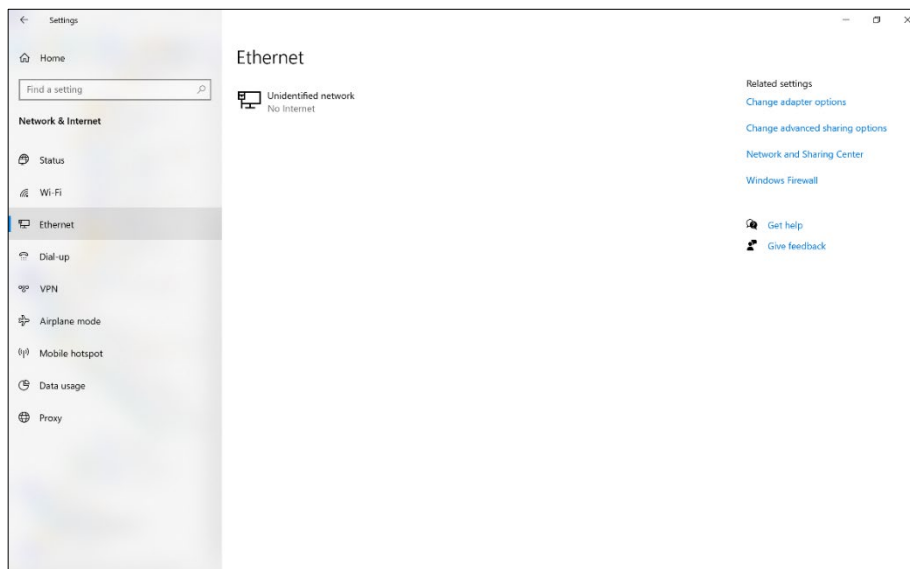 Settings
Home
Find a setting
Network & Internet
Status
Wi-Fi
Ethernet
Dial-up
VPN
Airplane mode
Mobile hotspot
Data usage
Proxy
Ethernet
Unidentified network
No Internet
Related settings
Change adapter options
Change advanced sharing options
Network and Sharing Center
Windows Firewall
Get help
Give feedback